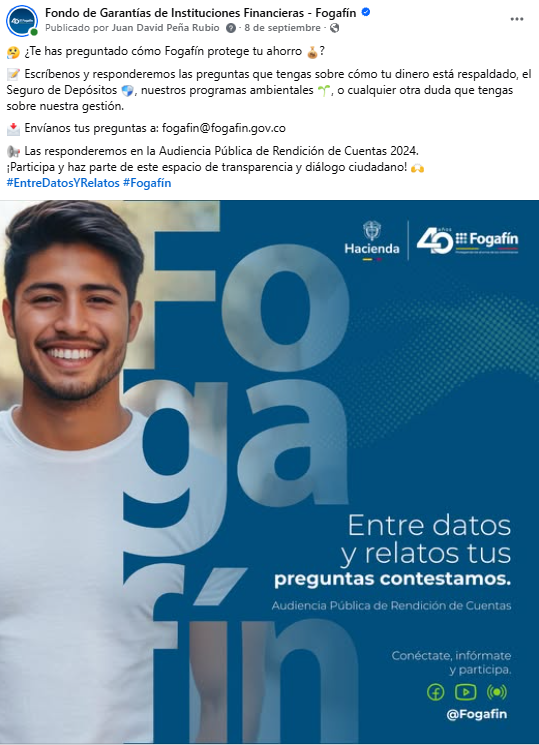 Fondo de Garantías de Instituciones Financieras - Fogafín
Publicado por Juan David Peña Rubio · 8 de septiembre ·
🤔 ¿Te has preguntado cómo Fogafín protege tu ahorro 💰?
📝 Escríbenos y responderemos las preguntas que tengas sobre cómo tu dinero está respaldado, el
Seguro de Depósitos 🛡️, nuestros programas ambientales 🌱, o cualquier otra duda que tengas
sobre nuestra gestión.
📩 Envíanos tus preguntas a: fogafin@fogafin.gov.co
📢 Las responderemos en la Audiencia Pública de Rendición de Cuentas 2024.
¡Participa y haz parte de este espacio de transparencia y diálogo ciudadano! 🙌
#EntreDatosYRelatos #Fogafín
Hacienda
40 años Fogafín
Fo
ga
fín
Entre datos
y relatos tus
preguntas contestamos.
Audiencia Pública de Rendición de Cuentas
Conéctate, infórmate
y participa.
@Fogafin